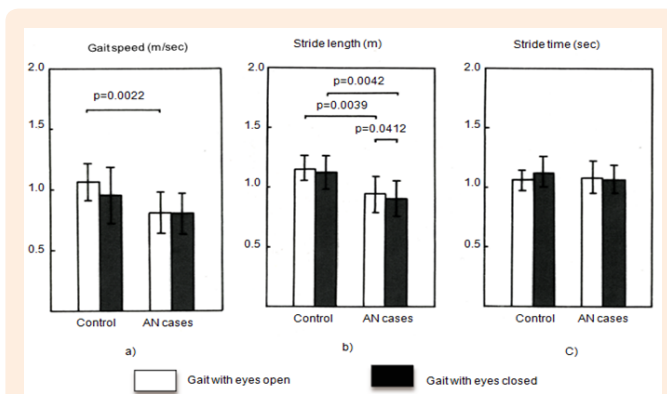 Gait speed (m/sec)
2.0
p=0.0022
1.5
1.0
0.5
Control AN cases
a)
Stride length (m)
2.0
p=0.0042
p=0.0039
1.5
p=0.0412
1.0
0.5
Control AN cases
b)
Stride time (sec)
2.0
1.5
1.0
0.5
Control AN cases
C)
Gait with eyes open
Gait with eyes closed